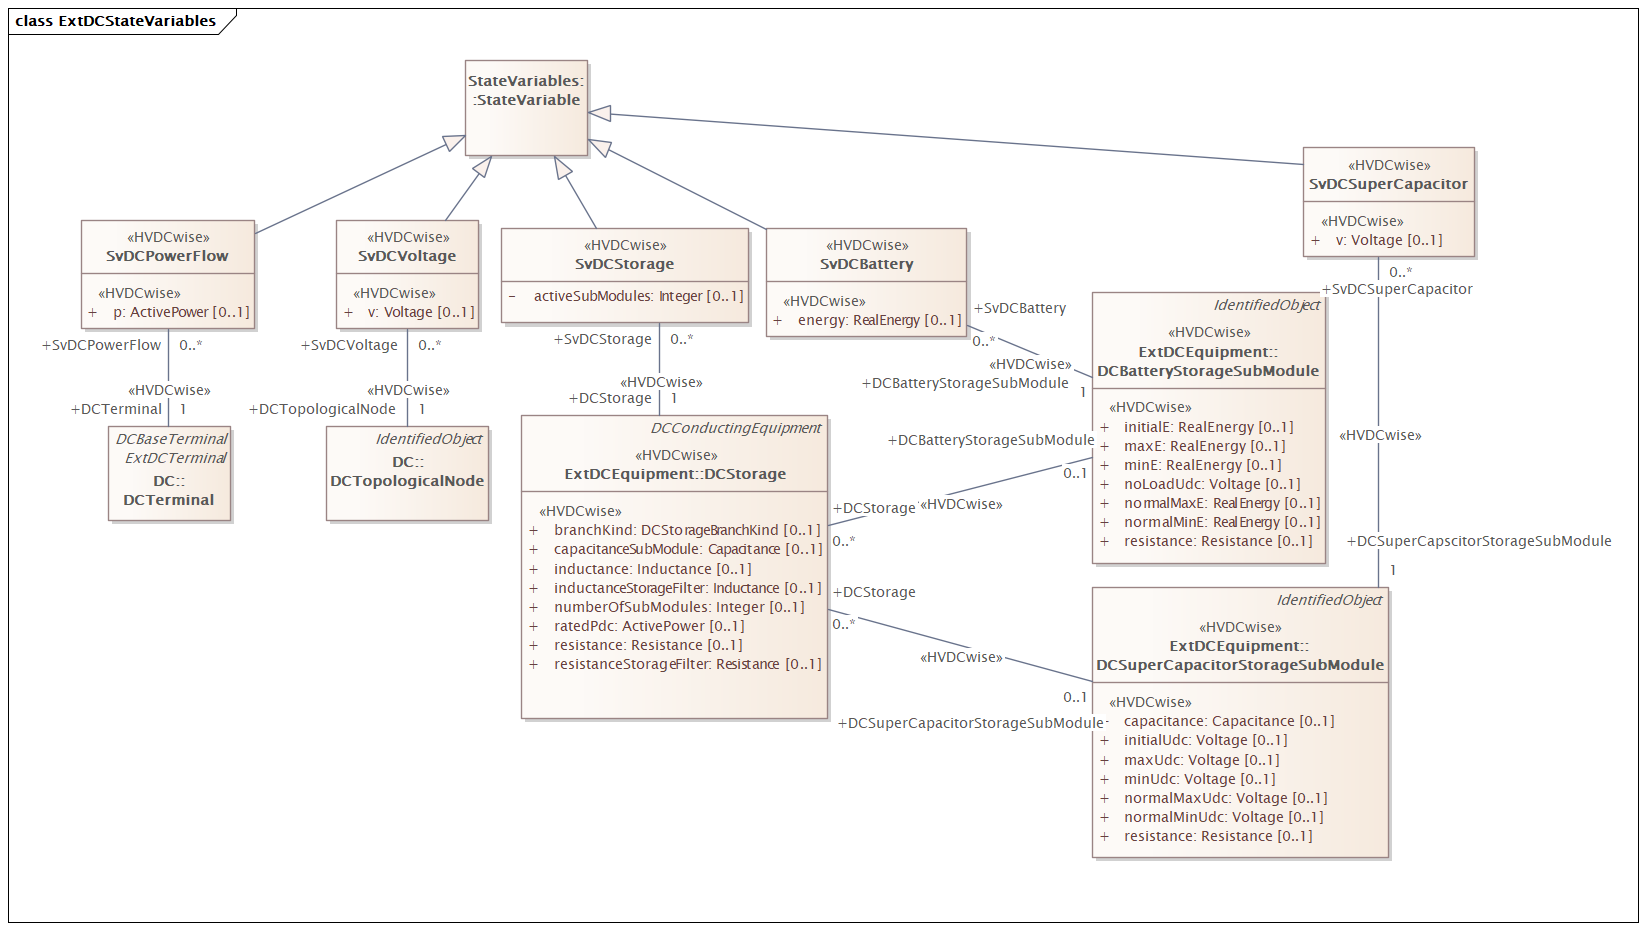 class ExtDCStateVariables
StateVariables:
:StateVariable
«HVDCwise»
SvDCPowerFlow
«HVDCwise»
+ p: ActivePower [0..1]
«HVDCwise»
SvDCVoltage
«HVDCwise»
+ v: Voltage [0..1]
«HVDCwise»
SvDCStorage
- activeSubModules: Integer [0..1]
«HVDCwise»
SvDCBattery
«HVDCwise»
+ energy: RealEnergy [0..1]
«HVDCwise»
SvDCSuperCapacitor
«HVDCwise»
+ v: Voltage [0..1]
+SvDCPowerFlow 0..*
«HVDCwise»
+DCTerminal 1
+SvDCVoltage 0..*
«HVDCwise»
+DCTopologicalNode 1
+SvDCStorage 0..*
«HVDCwise»
+DCStorage 1
+SvDCBattery
0..*
«HVDCwise»
+DCBatteryStorageSubModule
1
0..*
+SvDCSuperCapacitor
«HVDCwise»
+DCSuperCapscitorStorageSubModule
1
DCBaseTerminal
ExtDCTerminal
DC::
DCTerminal
IdentifiedObject
DC::
DCTopologicalNode
DCConductingEquipment
«HVDCwise»
ExtDCEquipment::DCStorage
«HVDCwise»
+ branchKind: DCStorageBranchKind [0..1]
+ capacitanceSubModule: Capacitance [0..1]
+ inductance: Inductance [0..1]
+ inductanceStorageFilter: Inductance [0..1]
+ numberOfSubModules: Integer [0..1]
+ ratedPdc: ActivePower [0..1]
+ resistance: Resistance [0..1]
+ resistanceStorageFilter: Resistance [0..1]
+DCBatteryStorageSubModule
0..1
+DCStorage
«HVDCwise»
0..*
+DCStorage
0..*
«HVDCwise»
0..1
+DCSuperCapacitorStorageSubModule
IdentifiedObject
«HVDCwise»
ExtDCEquipment::
DCBatteryStorageSubModule
«HVDCwise»
+ initialE: RealEnergy [0..1]
+ maxE: RealEnergy [0..1]
+ minE: RealEnergy [0..1]
+ noLoadUdc: Voltage [0..1]
+ normalMaxE: RealEnergy [0..1]
+ normalMinE: RealEnergy [0..1]
+ resistance: Resistance [0..1]
IdentifiedObject
«HVDCwise»
ExtDCEquipment::
DCSuperCapacitorStorageSubModule
«HVDCwise»
- capacitance: Capacitance [0..1]
+ initialUdc: Voltage [0..1]
+ maxUdc: Voltage [0..1]
+ minUdc: Voltage [0..1]
+ normalMaxUdc: Voltage [0..1]
+ normalMinUdc: Voltage [0..1]
+ resistance: Resistance [0..1]